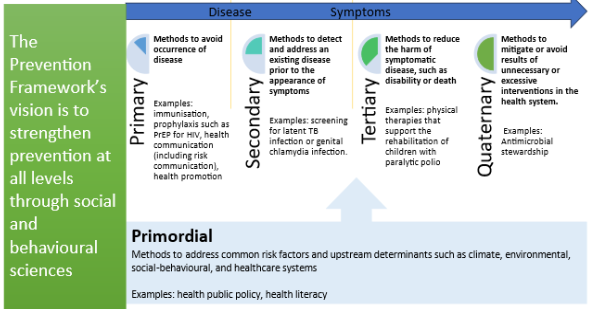 The
Prevention
Framework's
vision is to
strengthen
prevention at
all levels
through social
and
behavioural
sciences
Disease
Symptoms
Primary
Methods to avoid
occurrence of
disease
Examples:
immunisation,
prophylaxis such as
PrEP for HIV, health
communication
(including risk
communication),
health promotion
Secondary
Methods to detect
and address an
existing disease
prior to the
appearance of
symptoms
Examples: screening
for latent TB
infection or genital
chlamydia infection.
Tertiary
Methods to reduce
the harm of
symptomatic
disease, such as
disability or death
Examples: physical
therapies that
support the
rehabilitation of
children with
paralytic polio
Quaternary
Methods to
mitigate or avoid
results of
unnecessary or
excessive
interventions in the
health system.
Examples:
Antimicrobial
stewardship
Primordial
Methods to address common risk factors and upstream determinants such as climate, environmental,
social-behavioural, and healthcare systems
Examples: health public policy, health literacy